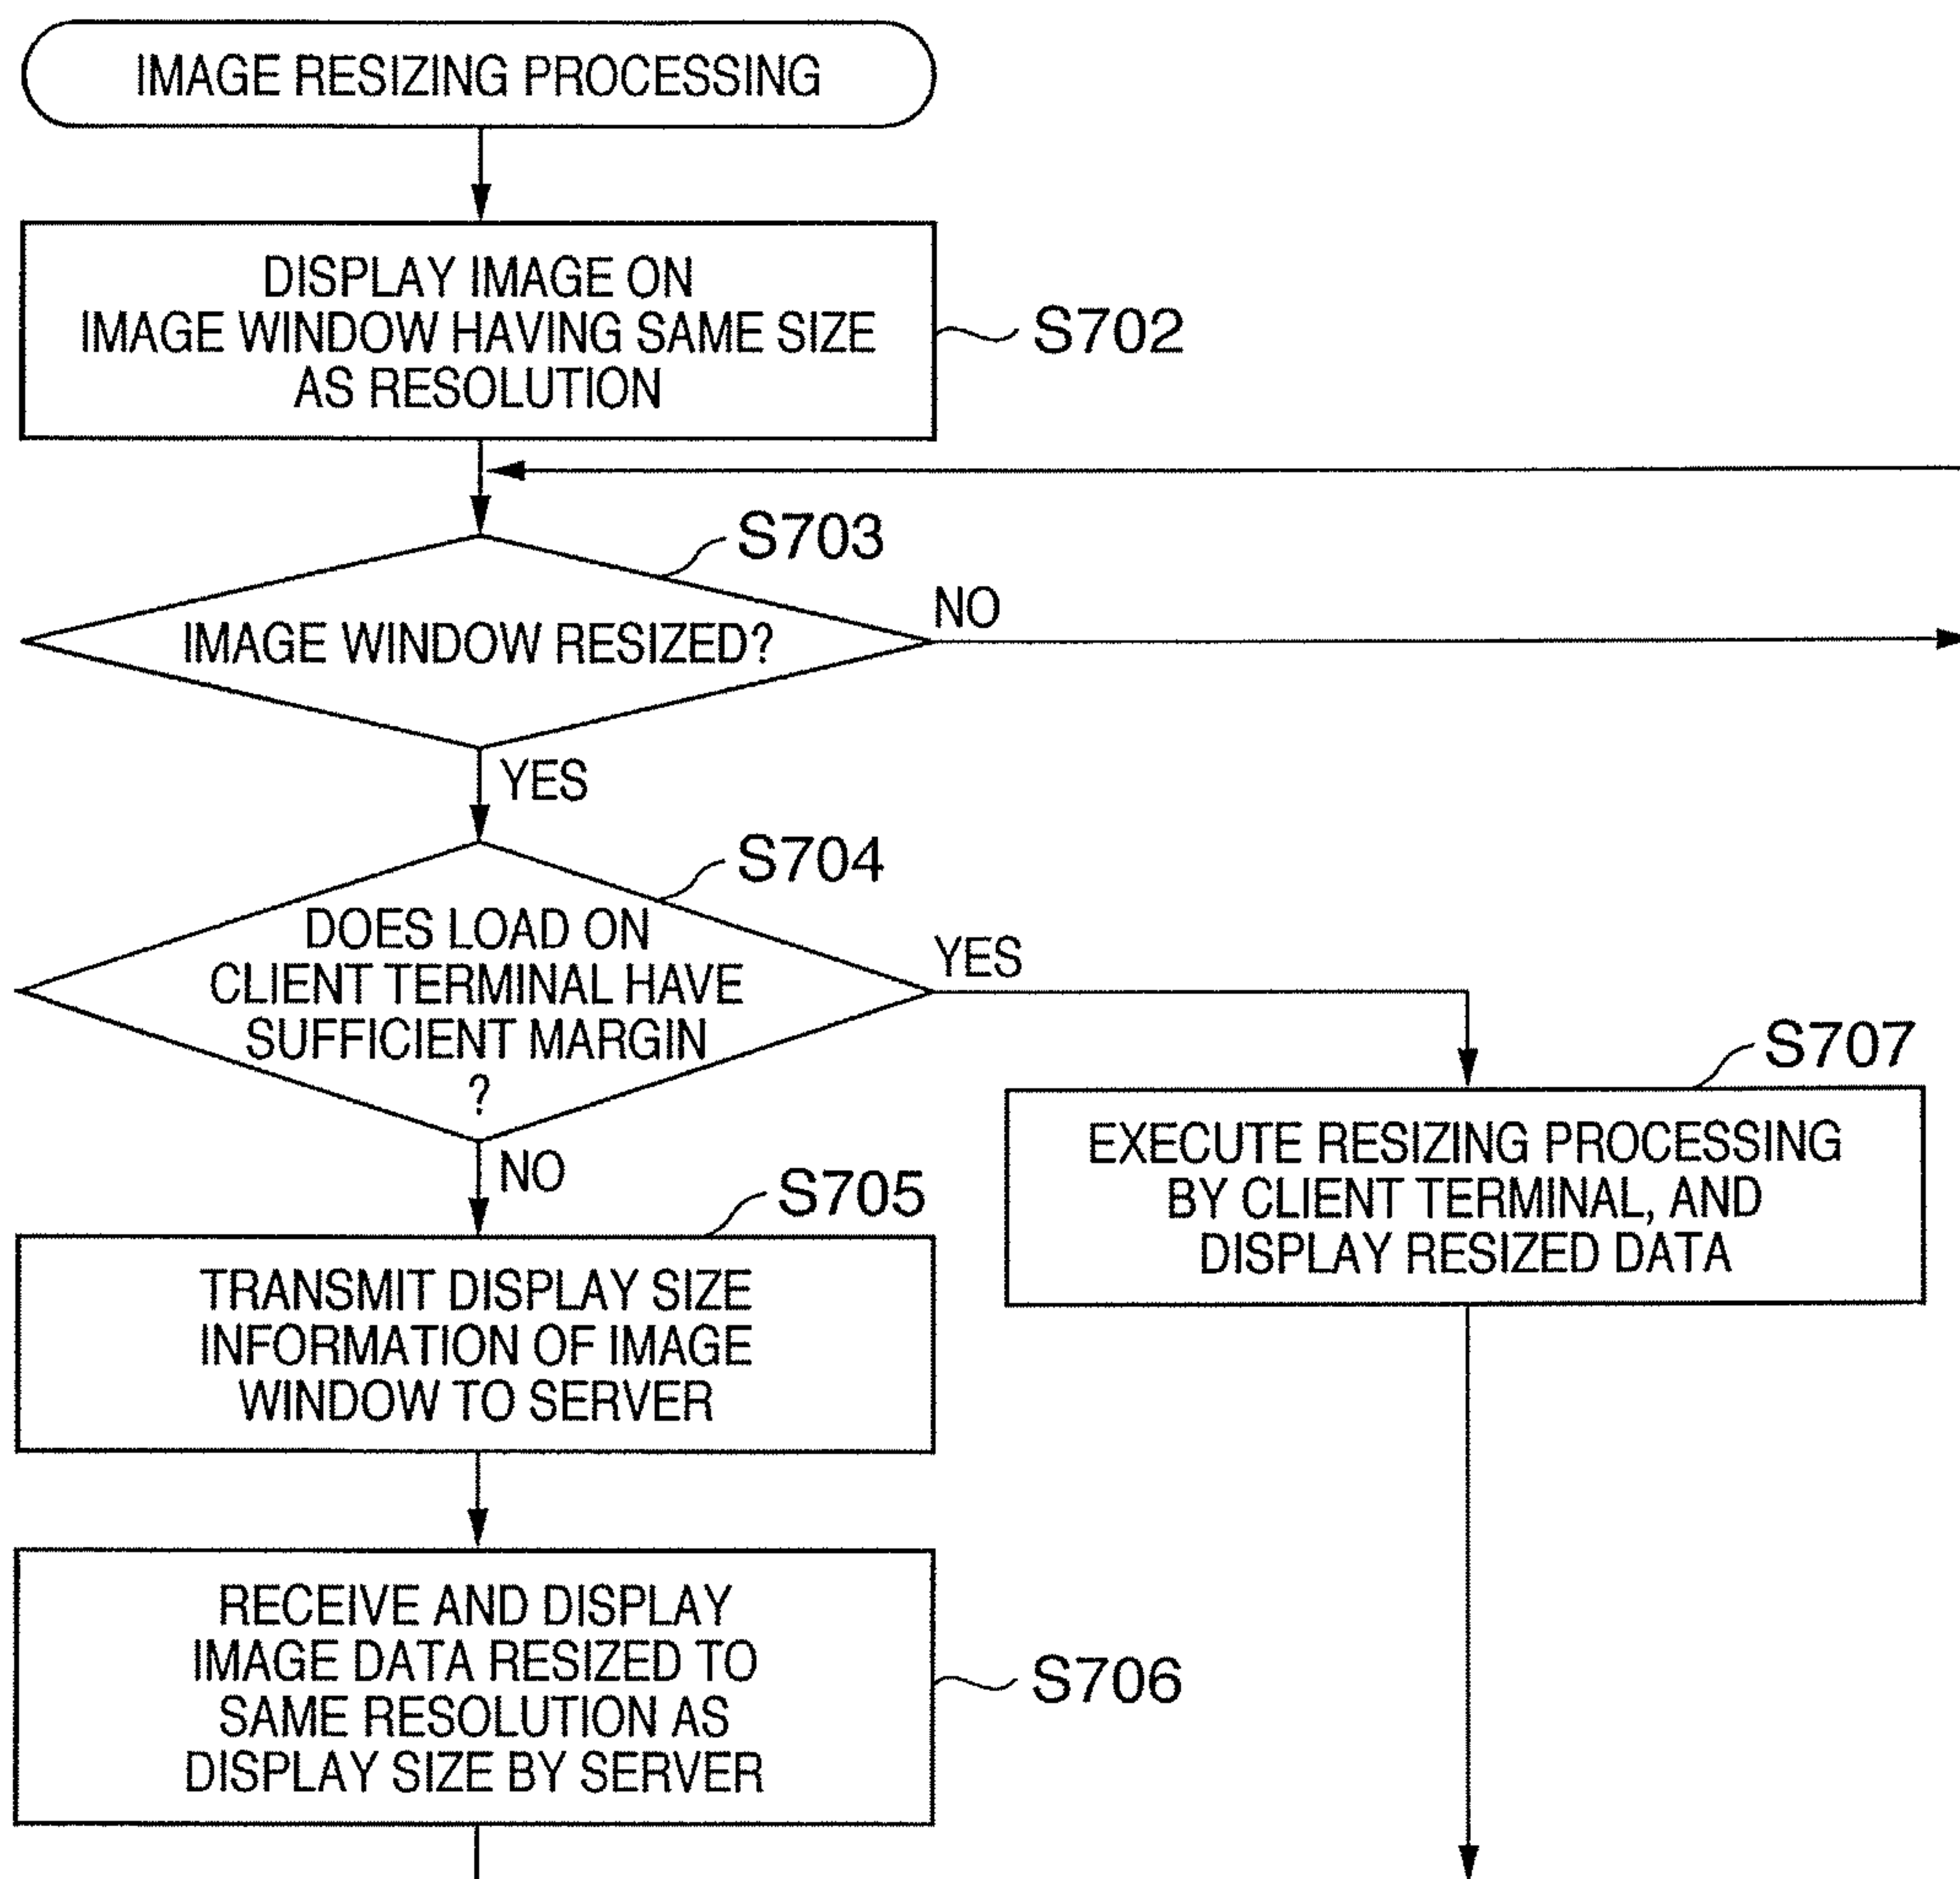 IMAGE RESIZING PROCESSING
DISPLAY IMAGE ON
IMAGE WINDOW HAVING SAME SIZE
AS RESOLUTION
S702
S703
IMAGE WINDOW RESIZED?
NO
YES
S704
DOES LOAD ON
CLIENT TERMINAL HAVE
SUFFICIENT MARGIN
?
YES
NO
S707
EXECUTE RESIZING PROCESSING
BY CLIENT TERMINAL, AND
DISPLAY RESIZED DATA
S705
TRANSMIT DISPLAY SIZE
INFORMATION OF IMAGE
WINDOW TO SERVER
RECEIVE AND DISPLAY
IMAGE DATA RESIZED TO
SAME RESOLUTION AS
DISPLAY SIZE BY SERVER
S706